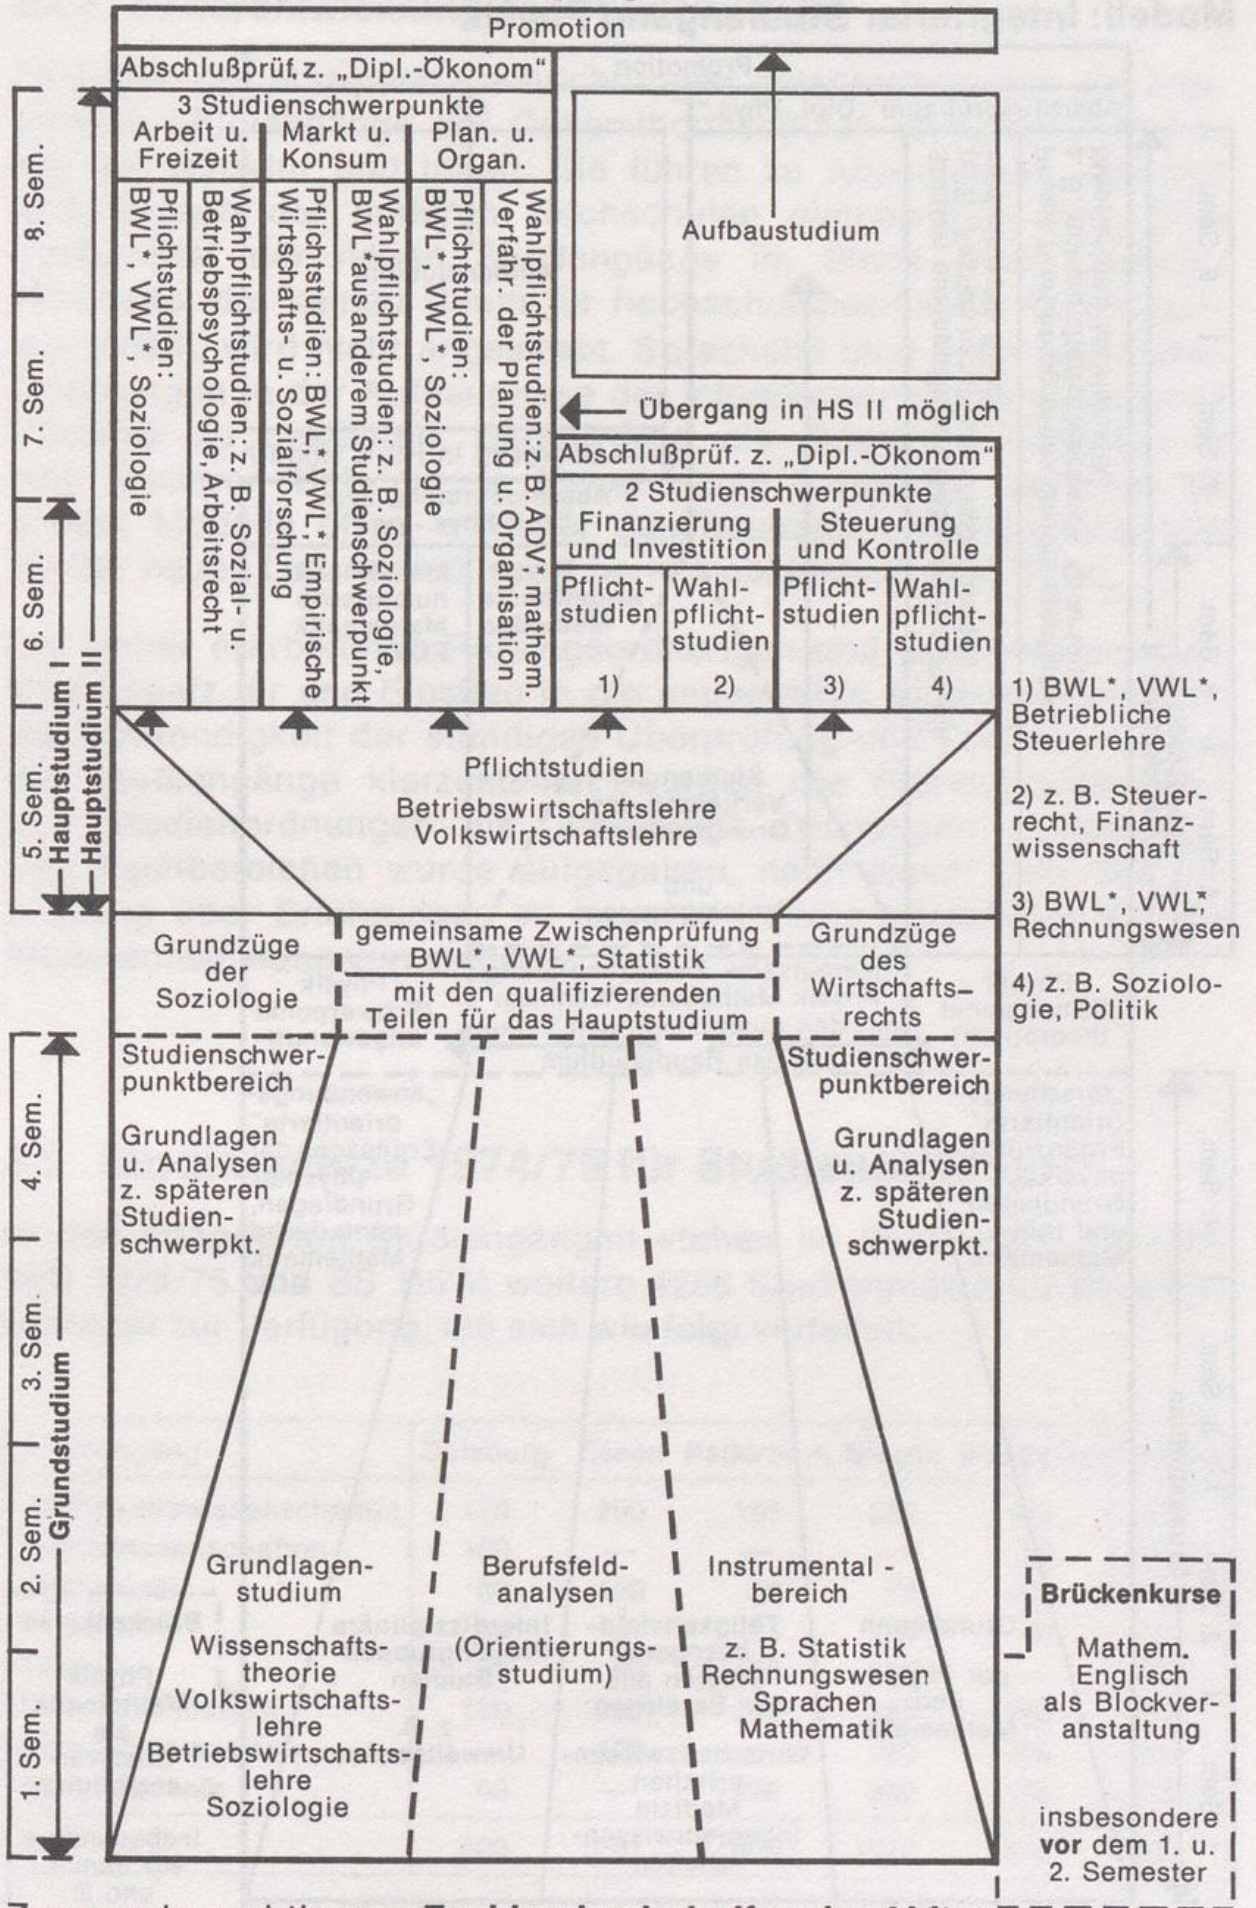 Promotion
Abschlußprüf. z. „Dipl.-Ökonom“
3 Studienschwerpunkte
Arbeit u.
Freizeit
Markt u.
Konsum
Plan. u.
Organ.
Pflichtstudien:
BWL*, VWL*, Soziologie
Wahlpflichtstudien: z. B. Sozial- u.
Betriebspsychologie, Arbeitsrecht
Pflichtstudien: BWL*, VWL*, Empirische
Wirtschafts- u. Sozialforschung
Wahlpflichtstudien: z. B. Soziologie,
BWL* aus anderem Studienschwerpunkt
Pflichtstudien:
BWL*, VWL*, Soziologie
Wahlpflichtstudien: z. B. ADV*, mathem.
Verfahr. der Planung u. Organisation
Aufbaustudium
Übergang in HS II möglich
Abschlußprüf. z. „Dipl.-Ökonom“
2 Studienschwerpunkte
Finanzierung
und Investition
Steuerung
und Kontrolle
Pflicht-
studien
1)
Wahl-
pflicht-
studien
2)
Pflicht-
studien
3)
Wahl-
pflicht-
studien
4)
8. Sem.
7. Sem.
6. Sem.
5. Sem.
Hauptstudium I
Hauptstudium II
Pflichtstudien
Betriebswirtschaftslehre
Volkswirtschaftslehre
1) BWL*, VWL*,
Betriebliche
Steuerlehre
2) z. B. Steuer-
recht, Finanz-
wissenschaft
3) BWL*, VWL*,
Rechnungswesen
4) z. B. Soziolo-
gie, Politik
Grundzüge
der
Soziologie
gemeinsame Zwischenprüfung
BWL*, VWL*, Statistik
mit den qualifizierenden
Teilen für das Hauptstudium
Grundzüge
des
Wirtschafts-
rechts
4. Sem.
3. Sem.
2. Sem.
1. Sem.
Grundstudium
Studienschwer-
punktbereich
Grundlagen
u. Analysen
z. späteren
Studien-
schwerpkt.
Studienschwer-
punktbereich
Grundlagen
u. Analysen
z. späteren
Studien-
schwerpkt.
Grundlagen-
studium
Wissenschafts-
theorie
Volkswirtschafts-
lehre
Betriebswirtschafts-
lehre
Soziologie
Berufsfeld-
analysen
(Orientierungs-
studium)
Instrumental -
bereich
z. B. Statistik
Rechnungswesen
Sprachen
Mathematik
Brückenkurse
Mathem.
Englisch
als Blockver-
anstaltung
insbesondere
vor dem 1. u.
2. Semester